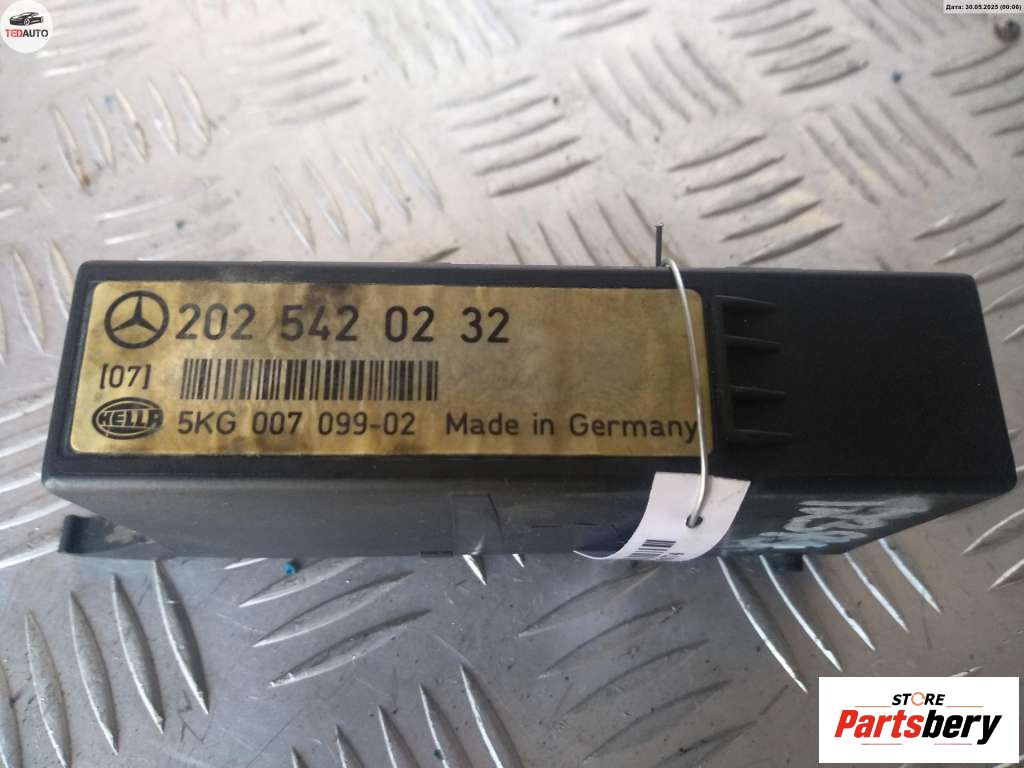 TEDAUTO
Дата: 30.05.2025 (00:06)
202 542 02 32
[07]
HELLA
5KG 007 099-02 Made in Germany
STORE
Partsbery